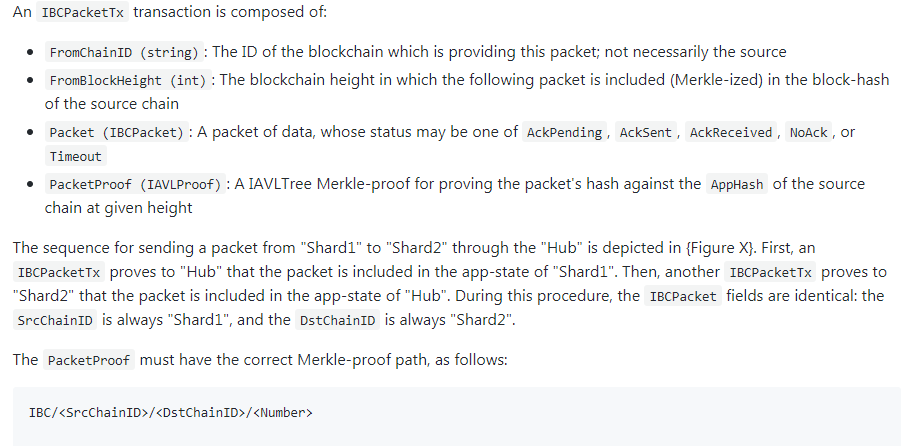 An IBCPacketTx transaction is composed of:
FromChainID (string) : The ID of the blockchain which is providing this packet; not necessarily the source
FromBlockHeight (int) : The blockchain height in which the following packet is included (Merkle-ized) in the block-hash
of the source chain
Packet (IBCPacket) : A packet of data, whose status may be one of AckPending , AckSent , AckReceived , NoAck , or
Timeout
PacketProof (IAVLProof) : A IAVLTree Merkle-proof for proving the packet's hash against the AppHash of the source
chain at given height
The sequence for sending a packet from "Shard1" to "Shard2" through the "Hub" is depicted in {Figure X}. First, an
IBCPacketTx proves to "Hub" that the packet is included in the app-state of "Shard1". Then, another IBCPacketTx proves to
"Shard2" that the packet is included in the app-state of "Hub". During this procedure, the IBCPacket fields are identical: the
SrcChainID is always "Shard1", and the DstChainID is always "Shard2".
The PacketProof must have the correct Merkle-proof path, as follows:
IBC/<SrcChainID>/<DstChainID>/<Number>